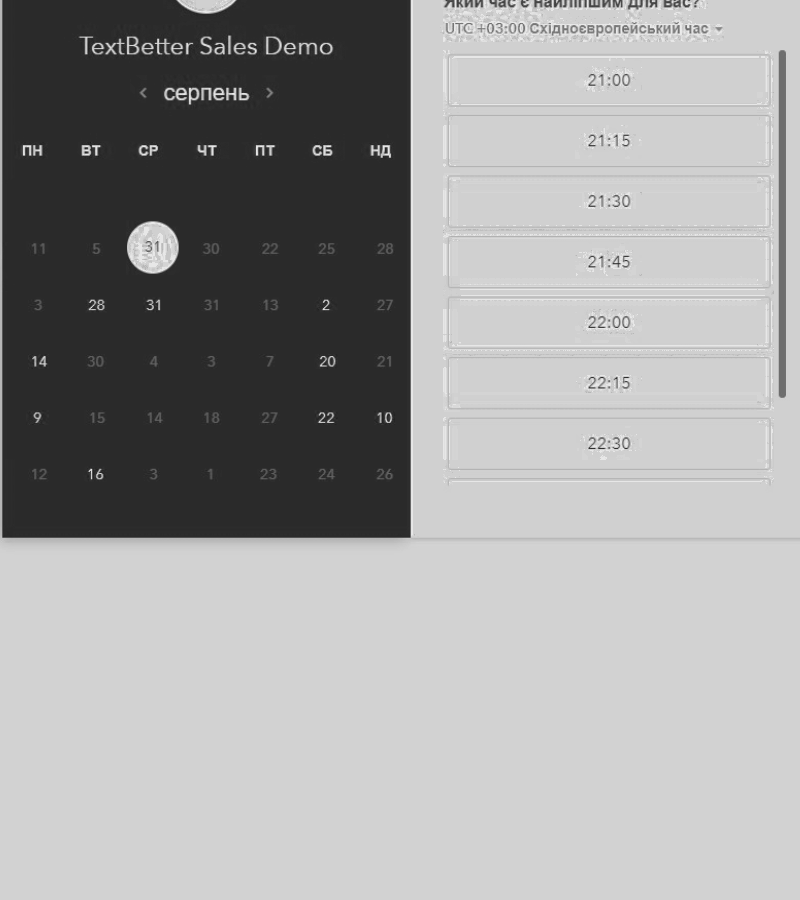 TextBetter Sales Demo
серпень
ПН ВТ СР ЧТ ПТ СБ НД
11 5 31 30 22 25 28
3 28 31 31 13 2 27
14 30 4 3 7 20 21
9 15 14 18 27 22 10
12 16 3 1 23 24 26
Який час є найліпшим для вас?
UTC +03:00 Східноєвропейський час
21:00
21:15
21:30
21:45
22:00
22:15
22:30